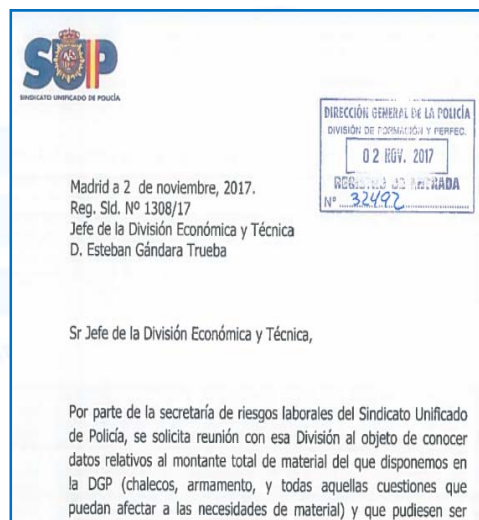 SUP
SINDICATO UNIFICADO DE POLICÍA
DIRECCIÓN GENERAL DE LA POLICÍA
DIVISIÓN DE FORMACIÓN Y PERFEC.
02 NOV. 2017
REGISTRO DE ENTRADA
Nº 32492
Madrid a 2 de noviembre, 2017.
Reg. Sld. Nº 1308/17
Jefe de la División Económica y Técnica
D. Esteban Gándara Trueba
Sr Jefe de la División Económica y Técnica,
Por parte de la secretaría de riesgos laborales del Sindicato Unificado
de Policía, se solicita reunión con esa División al objeto de conocer
datos relativos al montante total de material del que disponemos en
la DGP (chalecos, armamento, y todas aquellas cuestiones que
puedan afectar a las necesidades de material) y que pudiesen ser